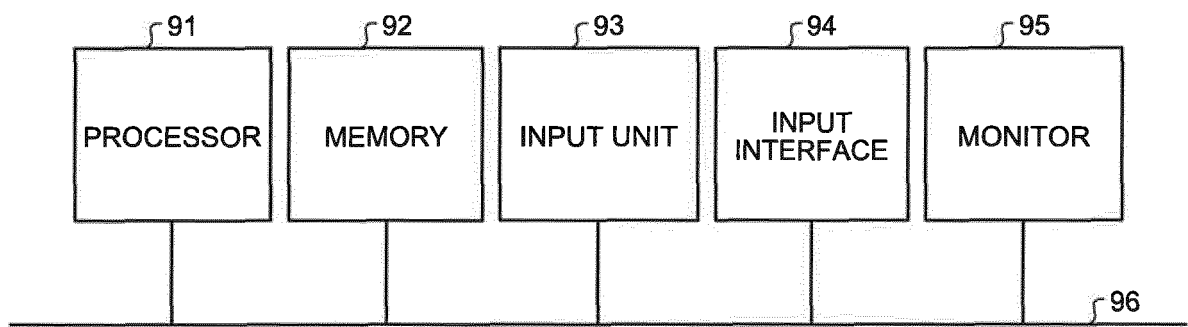 91
92
93
94
95
PROCESSOR
MEMORY
INPUT UNIT
INPUT
INTERFACE
MONITOR
96